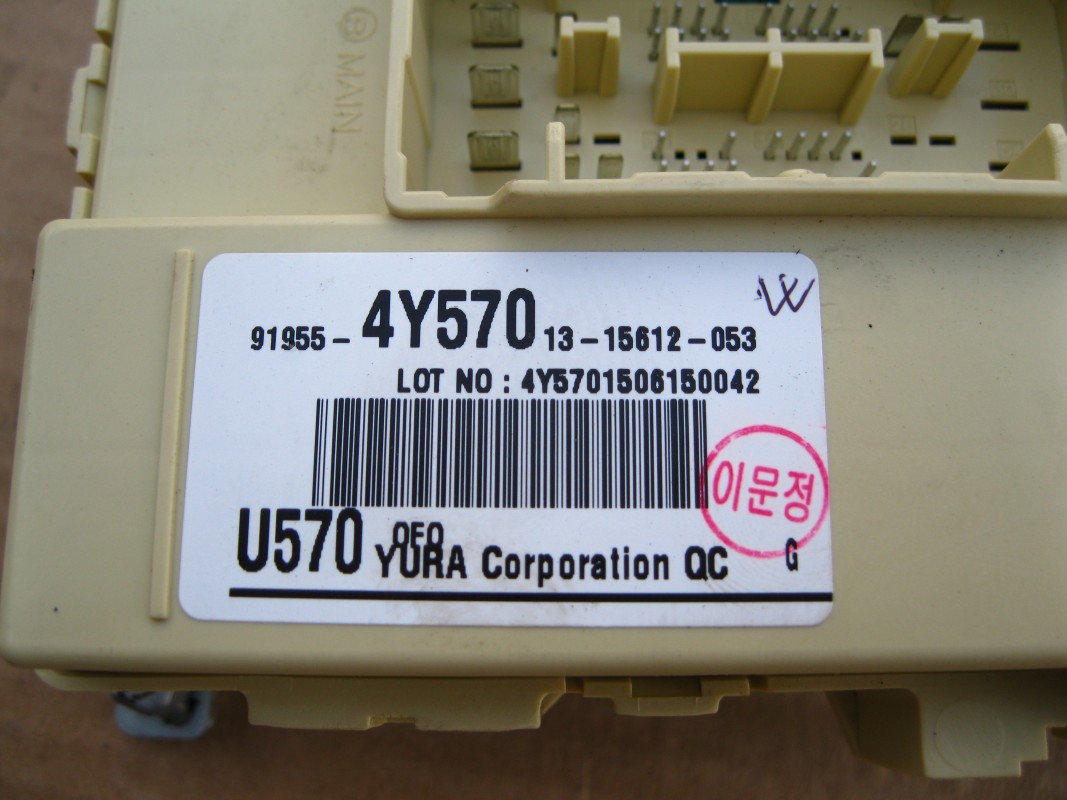 MAIN
W
91955 - 4Y570 13 - 15612 - 053
LOT NO : 4Y5701506150042
이문정
U570 YURA Corporation QC G